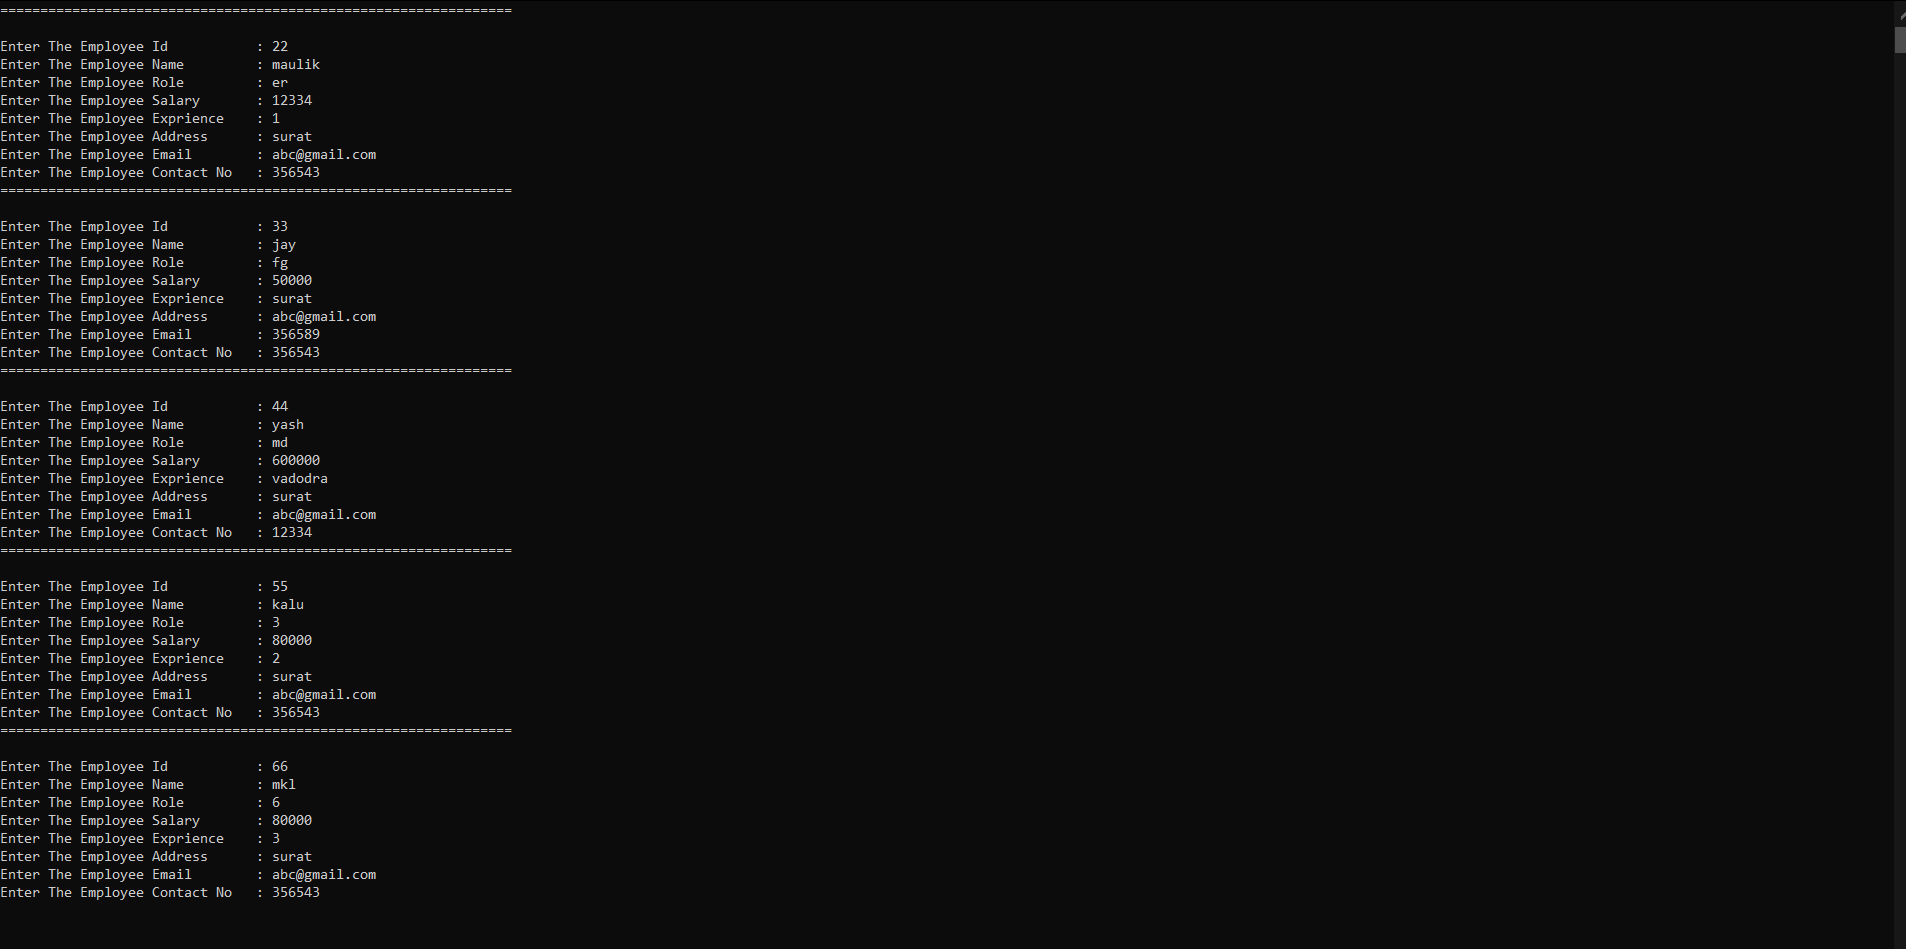 ================================================================
Enter The Employee Id           : 22
Enter The Employee Name         : maulik
Enter The Employee Role         : er
Enter The Employee Salary       : 12334
Enter The Employee Exprience    : 1
Enter The Employee Address      : surat
Enter The Employee Email        : abc@gmail.com
Enter The Employee Contact No   : 356543
================================================================
Enter The Employee Id           : 33
Enter The Employee Name         : jay
Enter The Employee Role         : fg
Enter The Employee Salary       : 50000
Enter The Employee Exprience    : surat
Enter The Employee Address      : abc@gmail.com
Enter The Employee Email        : 356589
Enter The Employee Contact No   : 356543
================================================================
Enter The Employee Id           : 44
Enter The Employee Name         : yash
Enter The Employee Role         : md
Enter The Employee Salary       : 600000
Enter The Employee Exprience    : vadodra
Enter The Employee Address      : surat
Enter The Employee Email        : abc@gmail.com
Enter The Employee Contact No   : 12334
================================================================
Enter The Employee Id           : 55
Enter The Employee Name         : kalu
Enter The Employee Role         : 3
Enter The Employee Salary       : 80000
Enter The Employee Exprience    : 2
Enter The Employee Address      : surat
Enter The Employee Email        : abc@gmail.com
Enter The Employee Contact No   : 356543
================================================================
Enter The Employee Id           : 66
Enter The Employee Name         : mkl
Enter The Employee Role         : 6
Enter The Employee Salary       : 80000
Enter The Employee Exprience    : 3
Enter The Employee Address      : surat
Enter The Employee Email        : abc@gmail.com
Enter The Employee Contact No   : 356543